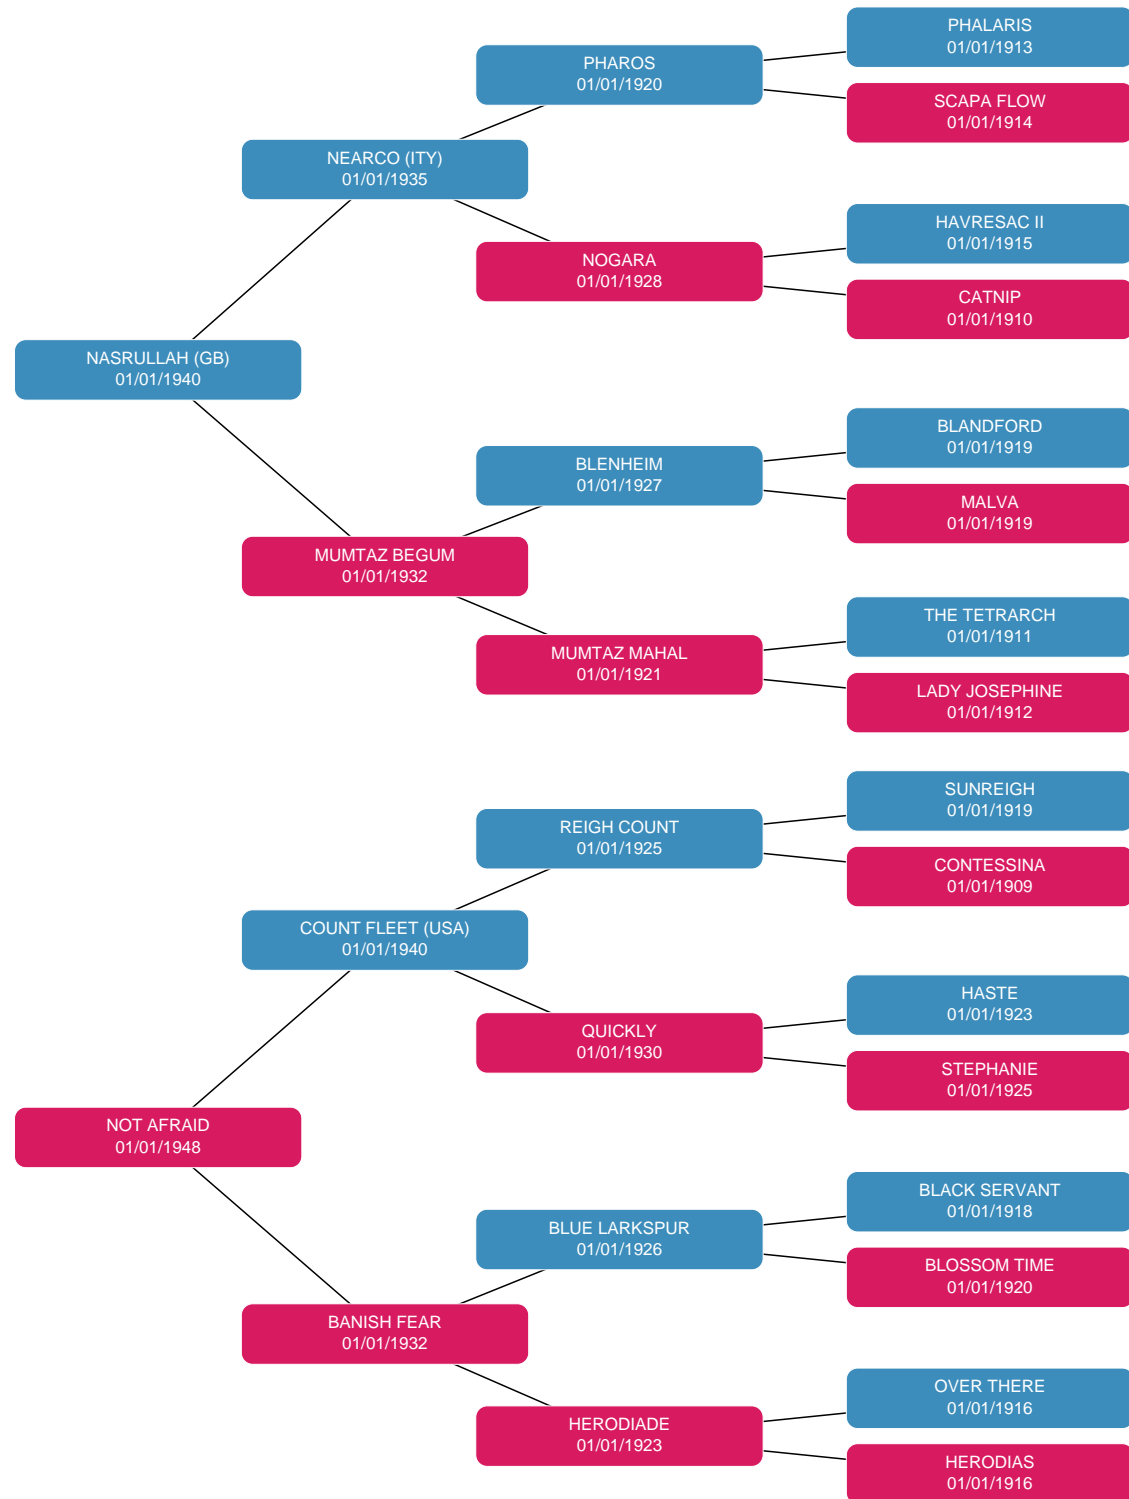 PHALARIS
01/01/1913
PHAROS
01/01/1920
SCAPA FLOW
01/01/1914
NEARCO (ITY)
01/01/1935
HAVRESAC II
01/01/1915
NOGARA
01/01/1928
CATNIP
01/01/1910
NASRULLAH (GB)
01/01/1940
BLANDFORD
01/01/1919
BLENHEIM
01/01/1927
MALVA
01/01/1919
MUMTAZ BEGUM
01/01/1932
THE TETRARCH
01/01/1911
MUMTAZ MAHAL
01/01/1921
LADY JOSEPHINE
01/01/1912
SUNREIGH
01/01/1919
REIGH COUNT
01/01/1925
CONTESSINA
01/01/1909
COUNT FLEET (USA)
01/01/1940
HASTE
01/01/1923
QUICKLY
01/01/1930
STEPHANIE
01/01/1925
NOT AFRAID
01/01/1948
BLACK SERVANT
01/01/1918
BLUE LARKSPUR
01/01/1926
BLOSSOM TIME
01/01/1920
BANISH FEAR
01/01/1932
OVER THERE
01/01/1916
HERODIADE
01/01/1923
HERODIAS
01/01/1916